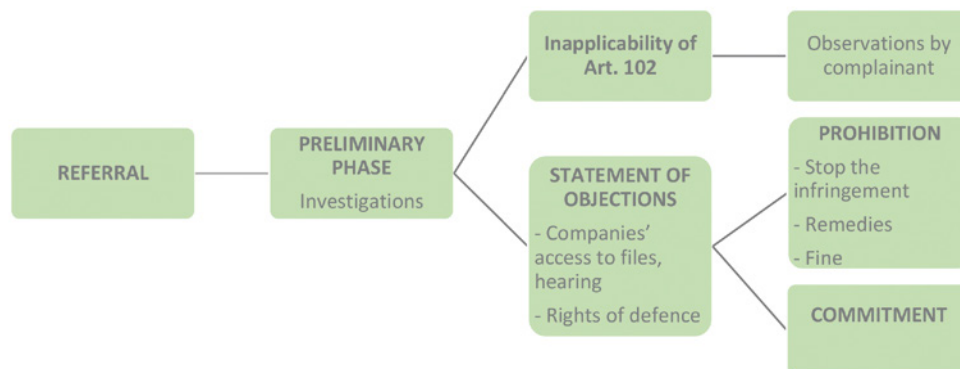 REFERRAL
PRELIMINARY
PHASE
Investigations
Inapplicability of
Art. 102
Observations by
complainant
STATEMENT OF
OBJECTIONS
- Companies’
access to files,
hearing
- Rights of defence
PROHIBITION
- Stop the
infringement
- Remedies
- Fine
COMMITMENT